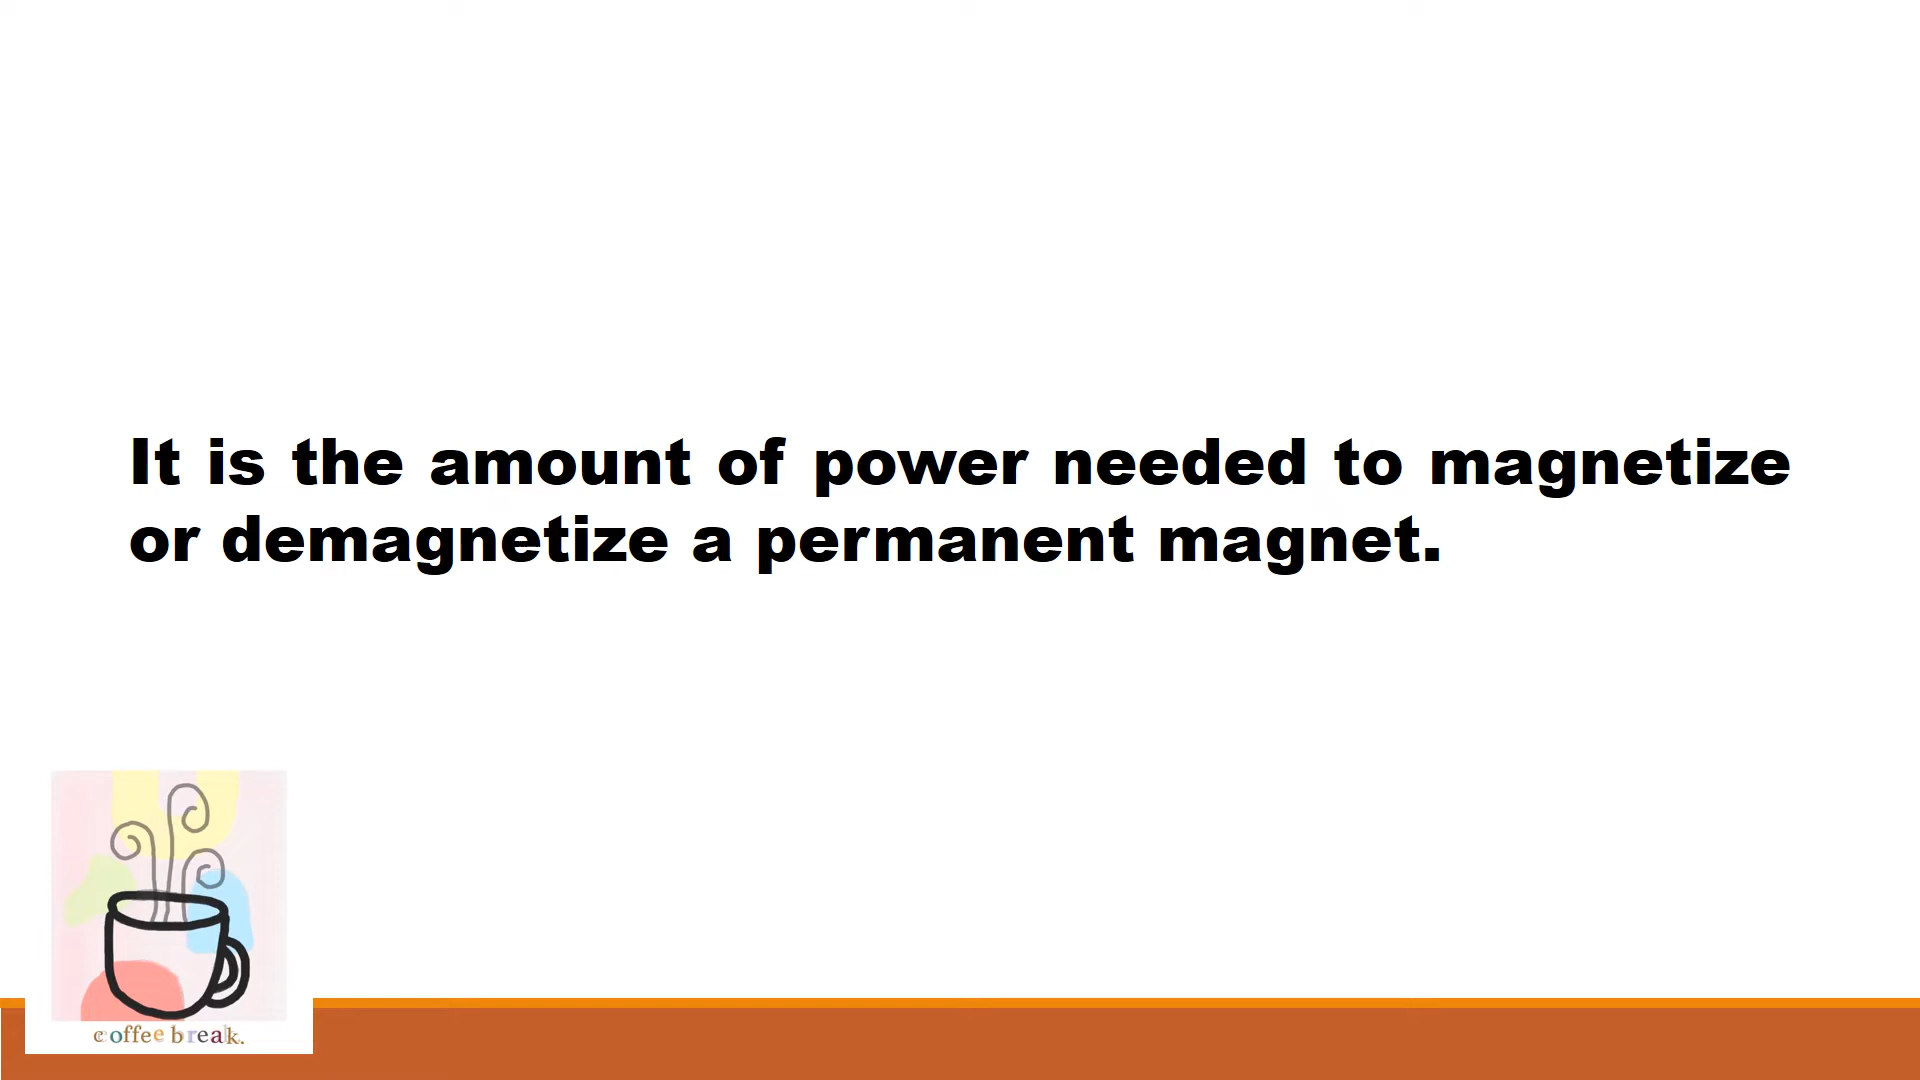 It is the amount of power needed to magnetize
or demagnetize a permanent magnet.
coffee break.